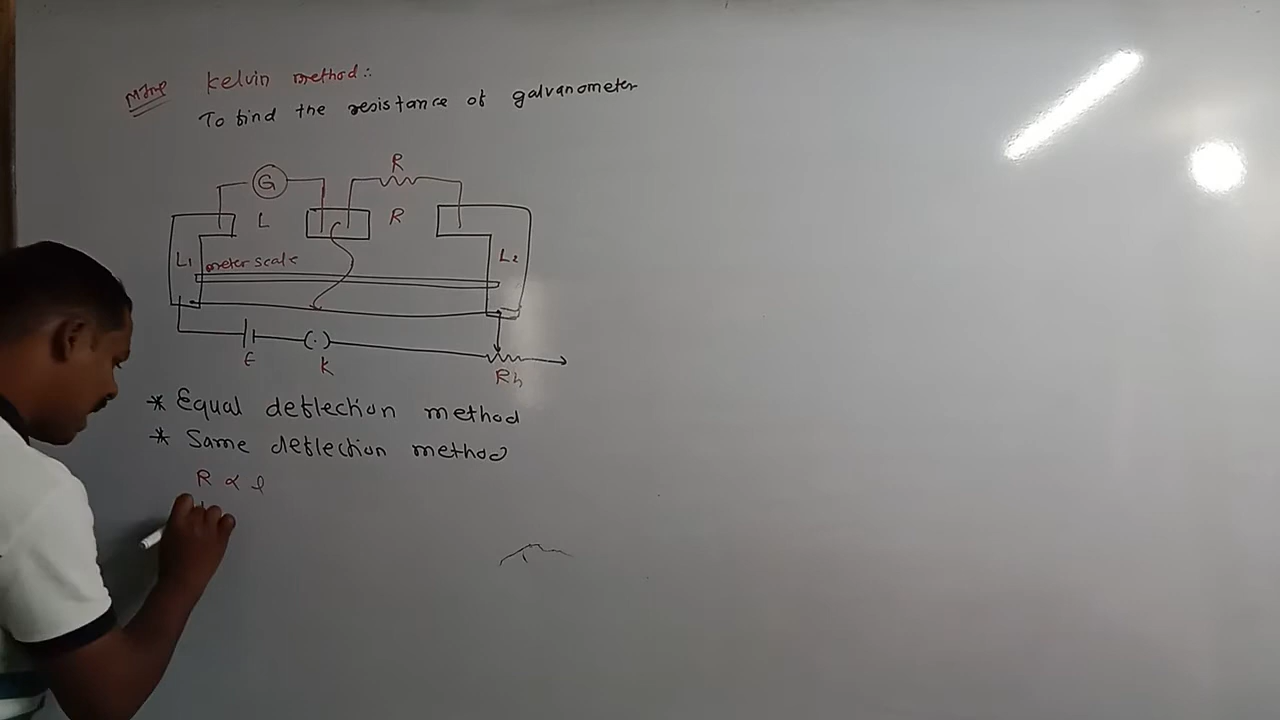 M.Imp Kelvin method:
To find the resistance of galvanometer
R
G
L R
L1 L2
meter scale
E K Rh
* Equal deflection method
* Same deflection method
R ∝ l